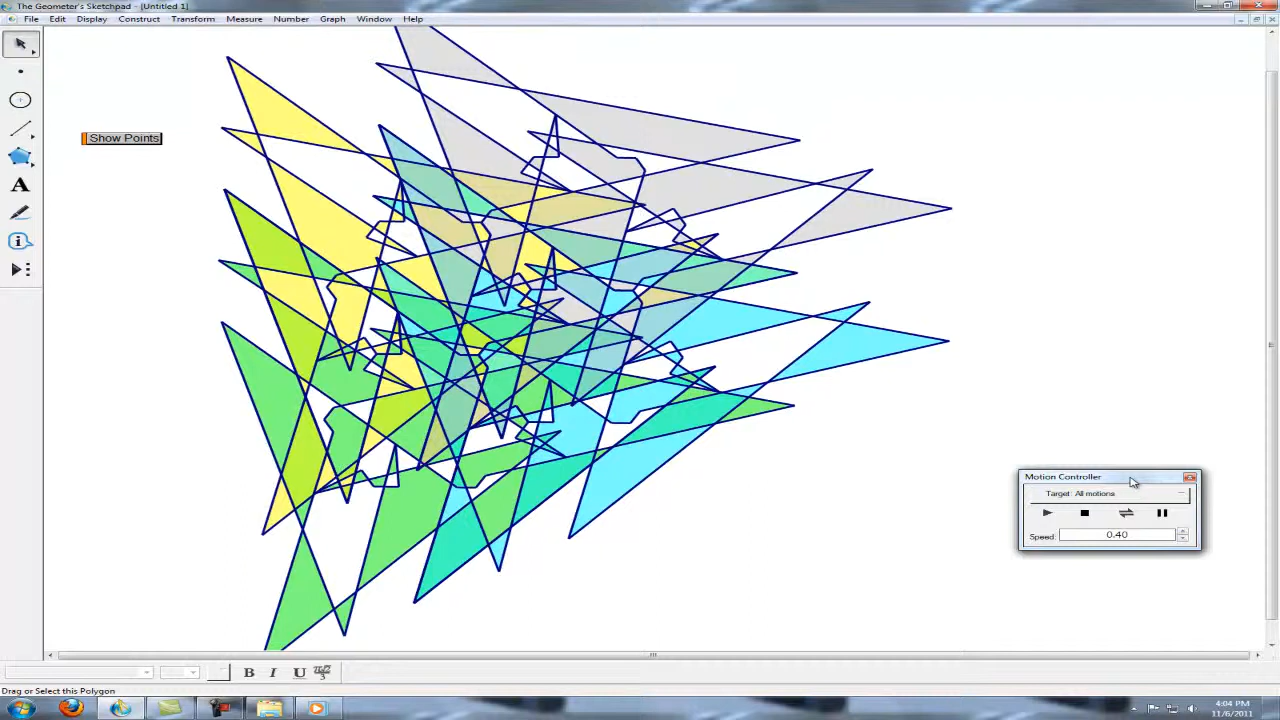 The Geometer's Sketchpad - [Untitled 1]
File Edit Display Construct Transform Measure Number Graph Window Help
Show Points
A
i
Motion Controller
Target: All motions
Speed: 0.40
B I U
Drag or Select this Polygon
4:04 PM
11/6/2011